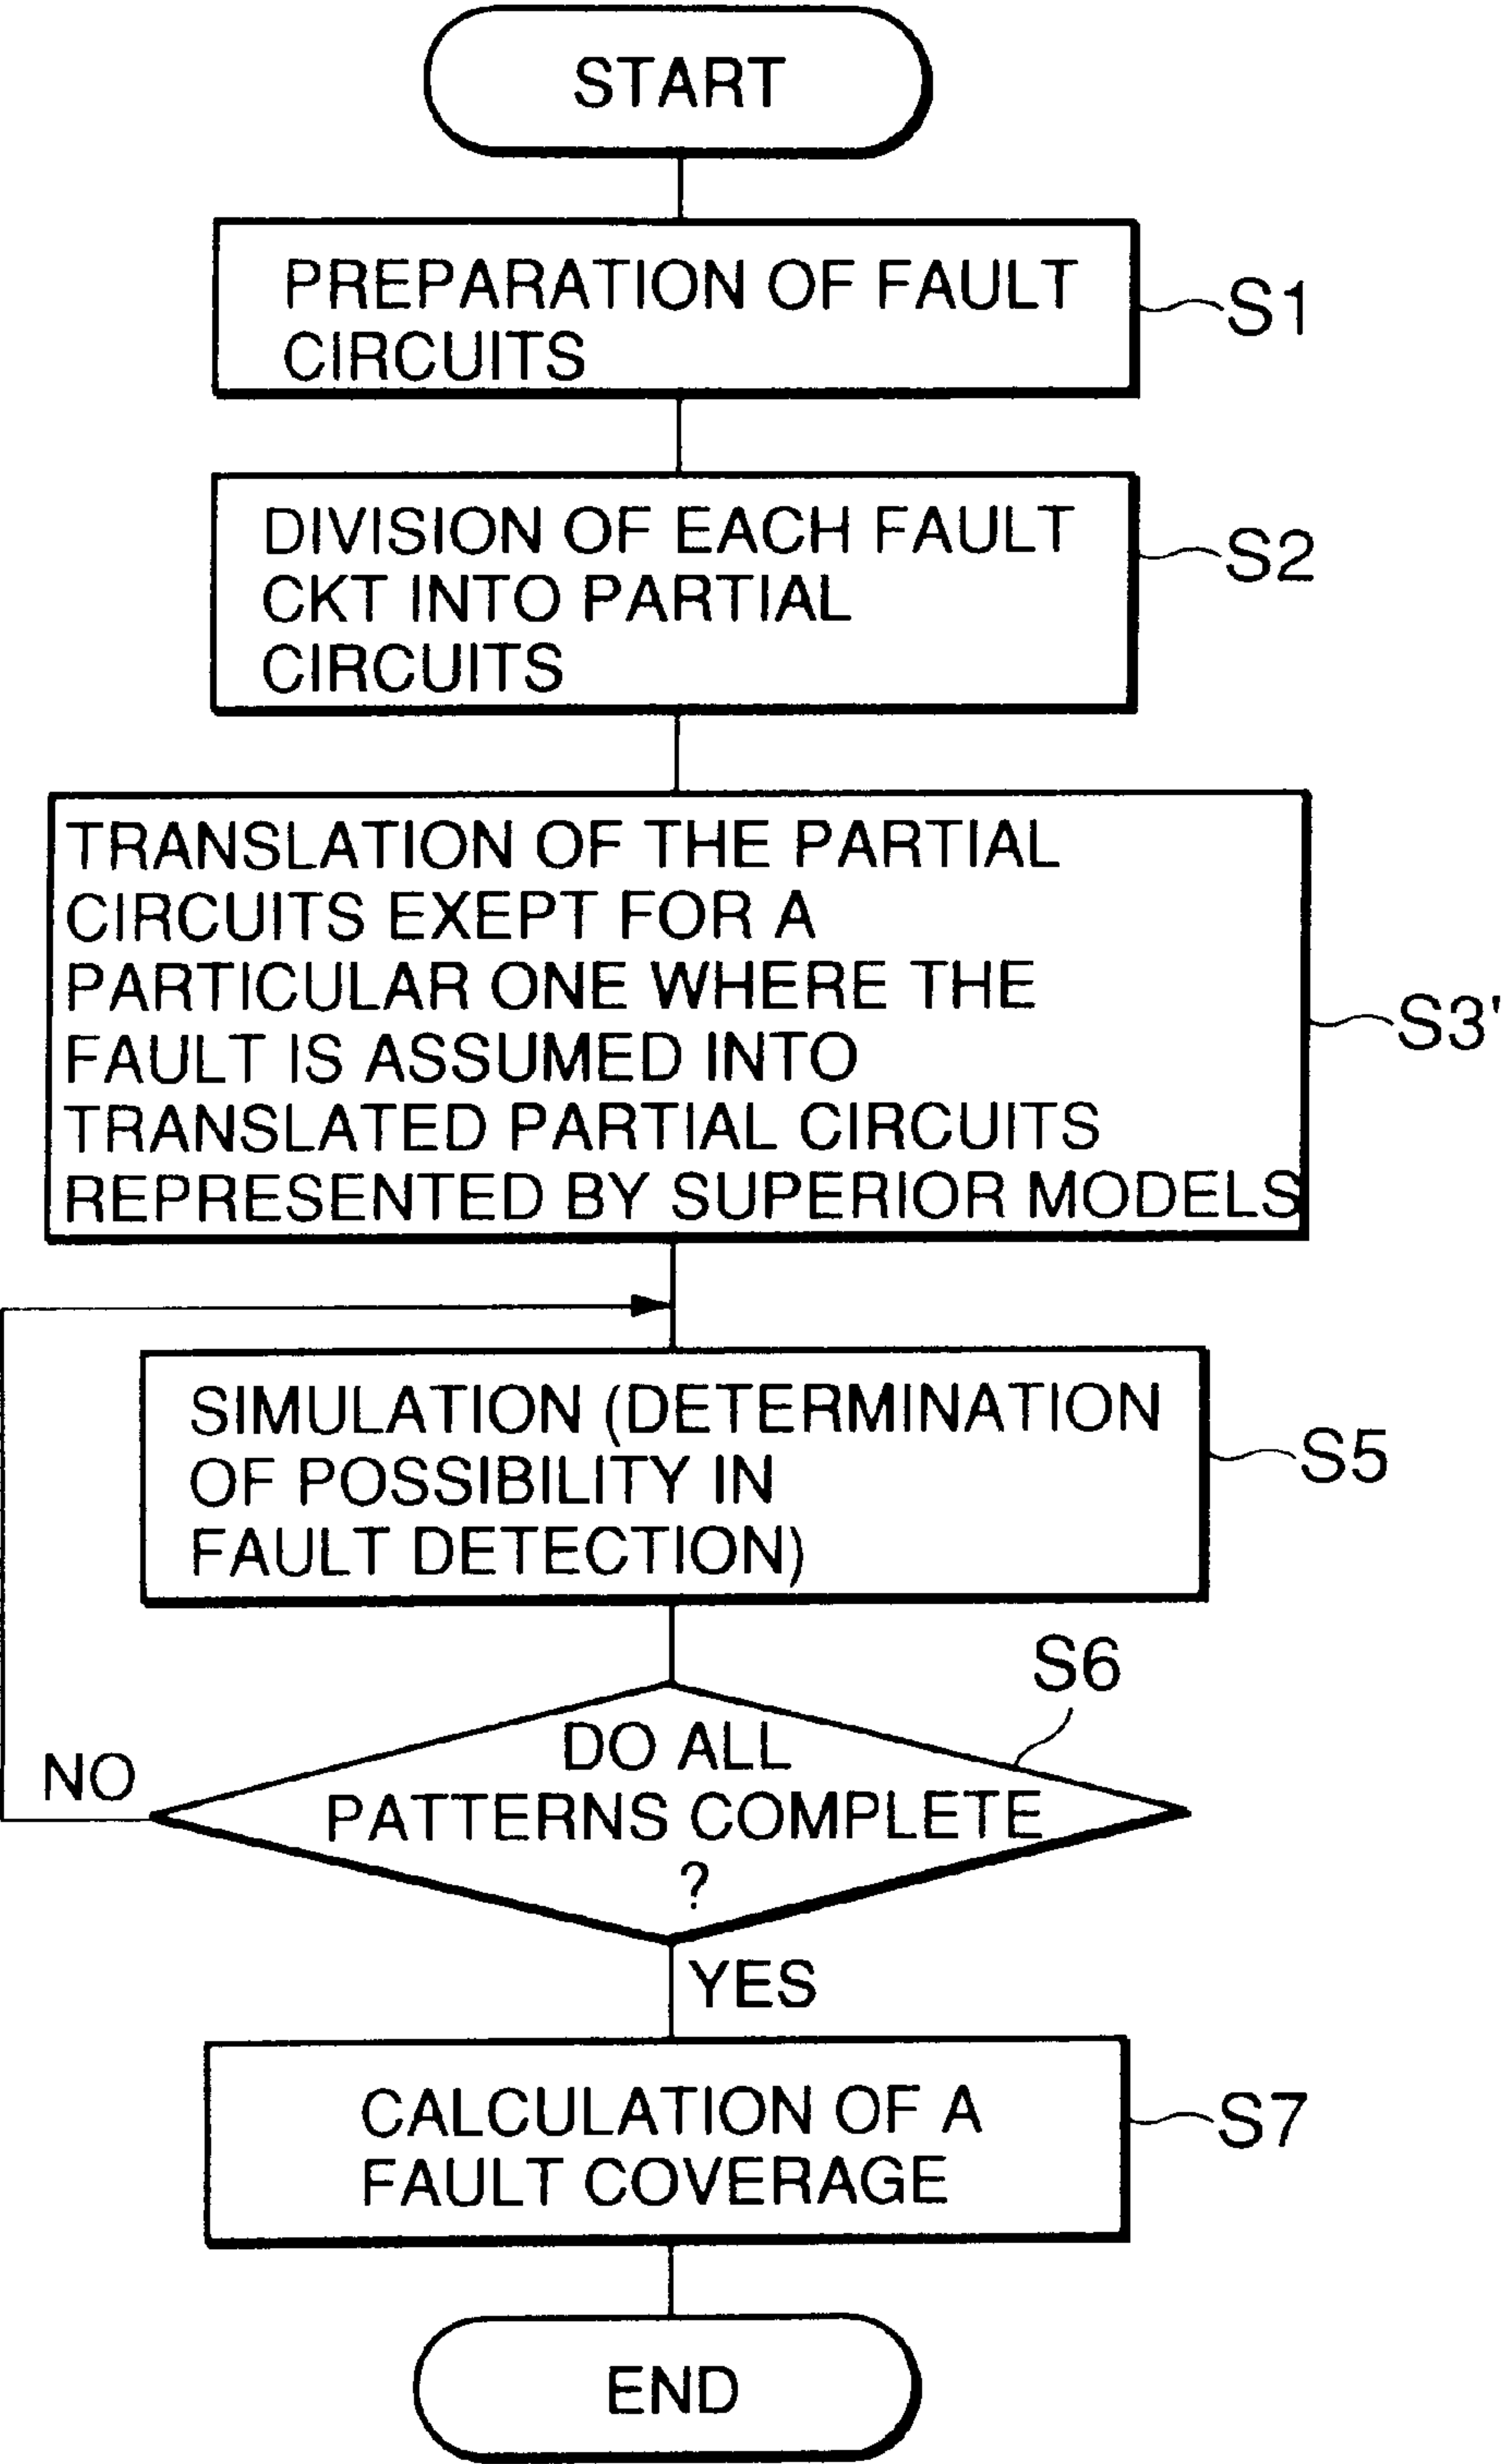 START
PREPARATION OF FAULT
CIRCUITS
S1
DIVISION OF EACH FAULT
CKT INTO PARTIAL
CIRCUITS
S2
TRANSLATION OF THE PARTIAL
CIRCUITS EXEPT FOR A
PARTICULAR ONE WHERE THE
FAULT IS ASSUMED INTO
TRANSLATED PARTIAL CIRCUITS
REPRESENTED BY SUPERIOR MODELS
S3'
SIMULATION (DETERMINATION
OF POSSIBILITY IN
FAULT DETECTION)
S5
S6
DO ALL
PATTERNS COMPLETE
?
NO
YES
CALCULATION OF A
FAULT COVERAGE
S7
END